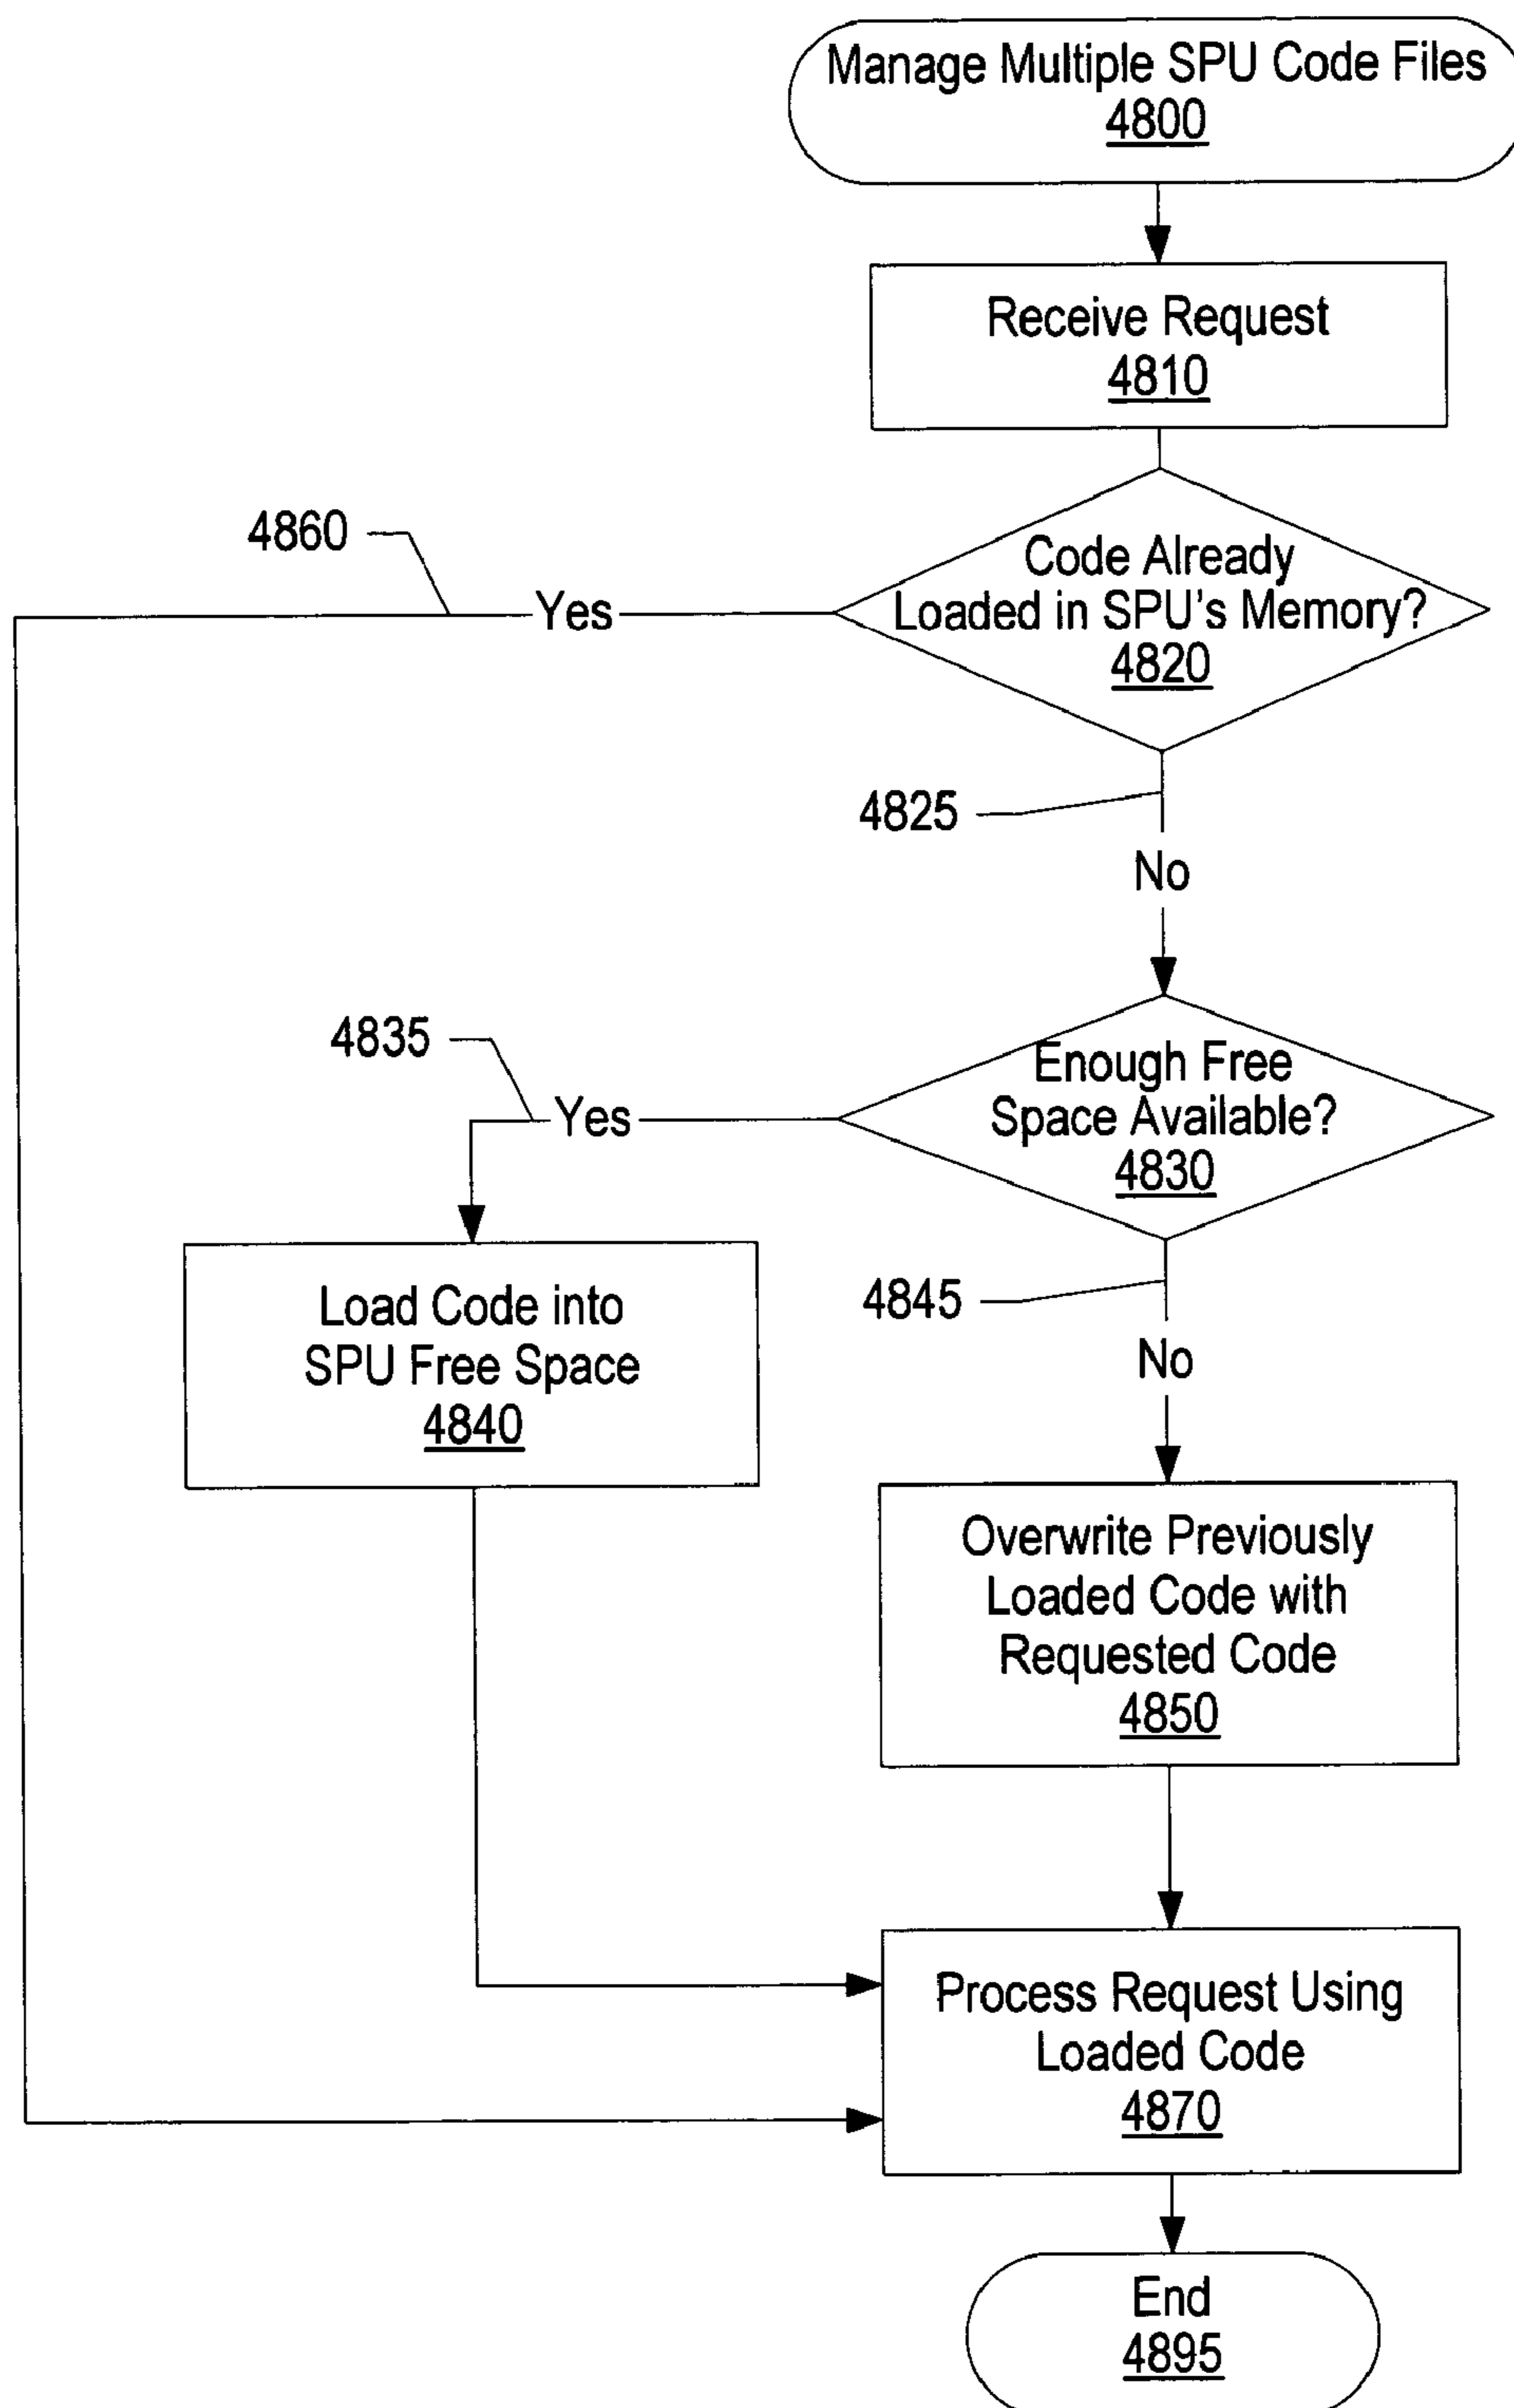 Manage Multiple SPU Code Files
4800
Receive Request
4810
4860
Yes
Code Already
Loaded in SPU's Memory?
4820
4825
No
4835
Yes
Enough Free
Space Available?
4830
Load Code into
SPU Free Space
4840
4845
No
Overwrite Previously
Loaded Code with
Requested Code
4850
Process Request Using
Loaded Code
4870
End
4895